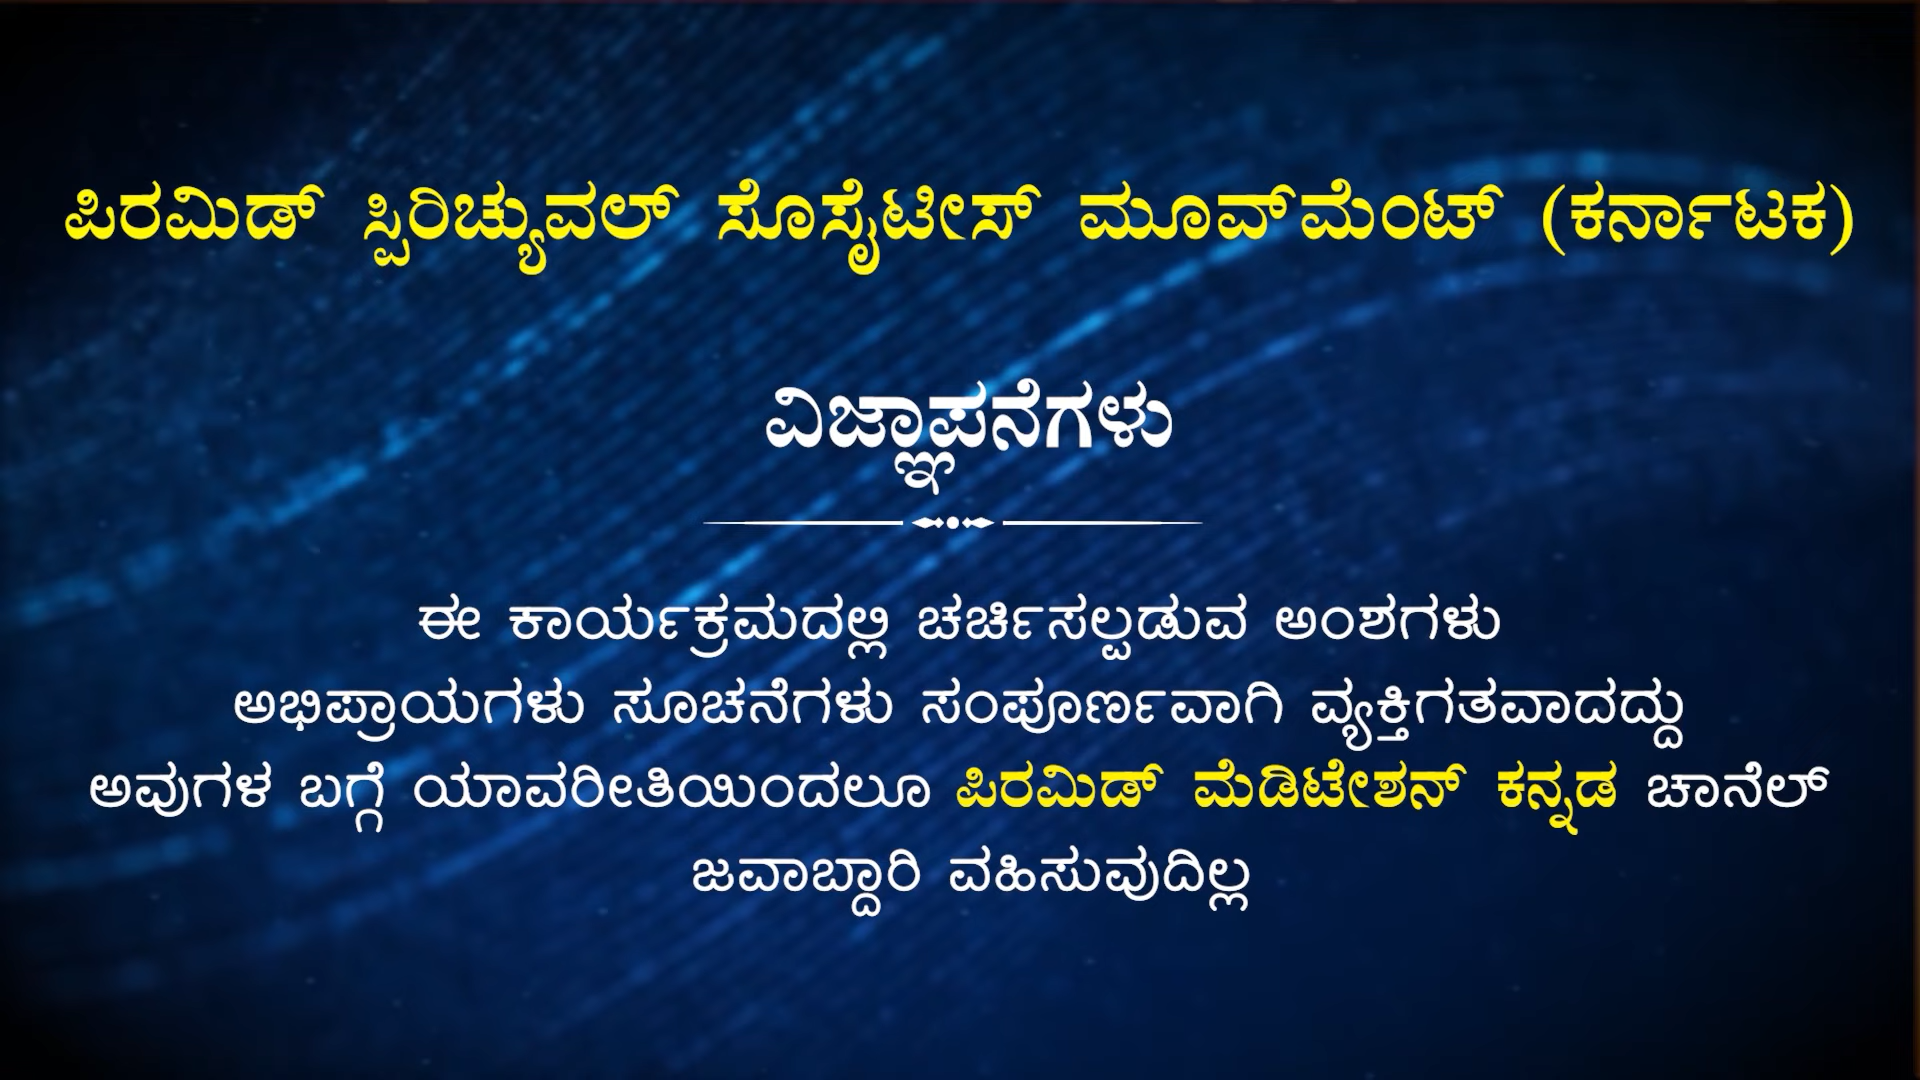 ಪಿರಮಿಡ್ ಸ್ಪಿರಿಚ್ಯುವಲ್ ಸೊಸೈಟೀಸ್ ಮೂವ್‌ಮೆಂಟ್ (ಕರ್ನಾಟಕ)
ವಿಜ್ಞಾಪನೆಗಳು
ಈ ಕಾರ್ಯಕ್ರಮದಲ್ಲಿ ಚರ್ಚಿಸಲ್ಪಡುವ ಅಂಶಗಳು
ಅಭಿಪ್ರಾಯಗಳು ಸೂಚನೆಗಳು ಸಂಪೂರ್ಣವಾಗಿ ವ್ಯಕ್ತಿಗತವಾದದ್ದು
ಅವುಗಳ ಬಗ್ಗೆ ಯಾವರೀತಿಯಿಂದಲೂ ಪಿರಮಿಡ್ ಮೆಡಿಟೇಶನ್ ಕನ್ನಡ ಚಾನೆಲ್
ಜವಾಬ್ದಾರಿ ವಹಿಸುವುದಿಲ್ಲ